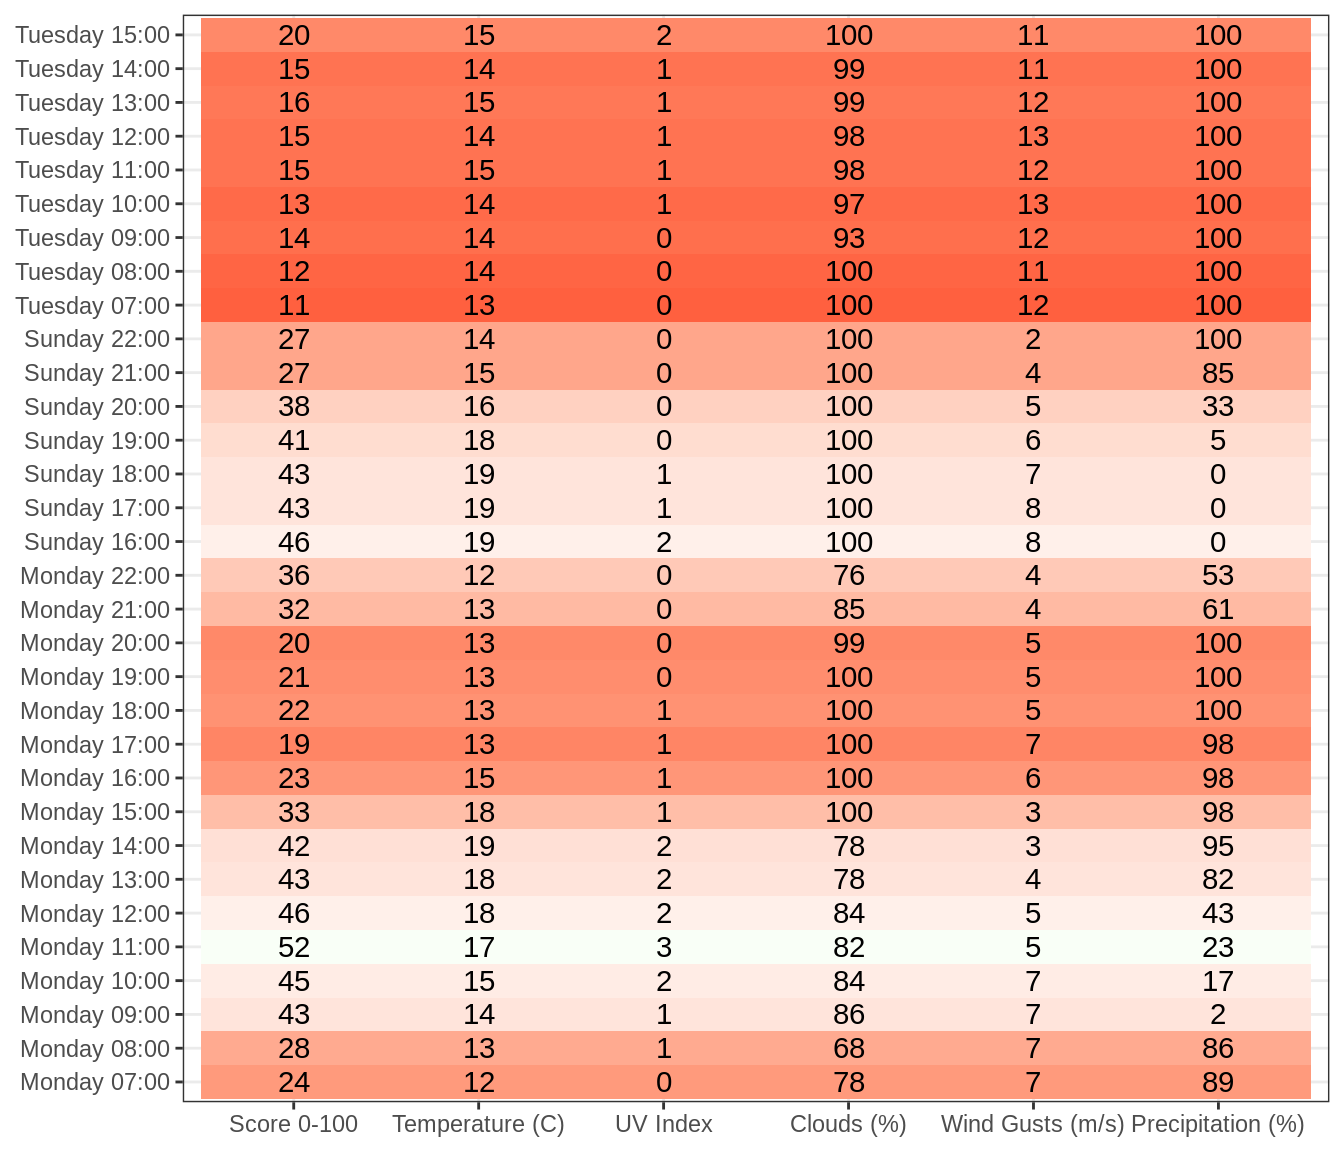 Tuesday 15:00 20 15 2 100 11 100
Tuesday 14:00 15 14 1 99 11 100
Tuesday 13:00 16 15 1 99 12 100
Tuesday 12:00 15 14 1 98 13 100
Tuesday 11:00 15 15 1 98 12 100
Tuesday 10:00 13 14 1 97 13 100
Tuesday 09:00 14 14 0 93 12 100
Tuesday 08:00 12 14 0 100 11 100
Tuesday 07:00 11 13 0 100 12 100
Sunday 22:00 27 14 0 100 2 100
Sunday 21:00 27 15 0 100 4 85
Sunday 20:00 38 16 0 100 5 33
Sunday 19:00 41 18 0 100 6 5
Sunday 18:00 43 19 1 100 7 0
Sunday 17:00 43 19 1 100 8 0
Sunday 16:00 46 19 2 100 8 0
Monday 22:00 36 12 0 76 4 53
Monday 21:00 32 13 0 85 4 61
Monday 20:00 20 13 0 99 5 100
Monday 19:00 21 13 0 100 5 100
Monday 18:00 22 13 1 100 5 100
Monday 17:00 19 13 1 100 7 98
Monday 16:00 23 15 1 100 6 98
Monday 15:00 33 18 1 100 3 98
Monday 14:00 42 19 2 78 3 95
Monday 13:00 43 18 2 78 4 82
Monday 12:00 46 18 2 84 5 43
Monday 11:00 52 17 3 82 5 23
Monday 10:00 45 15 2 84 7 17
Monday 09:00 43 14 1 86 7 2
Monday 08:00 28 13 1 68 7 86
Monday 07:00 24 12 0 78 7 89
Score 0-100 Temperature (C) UV Index Clouds (%) Wind Gusts (m/s) Precipitation (%)